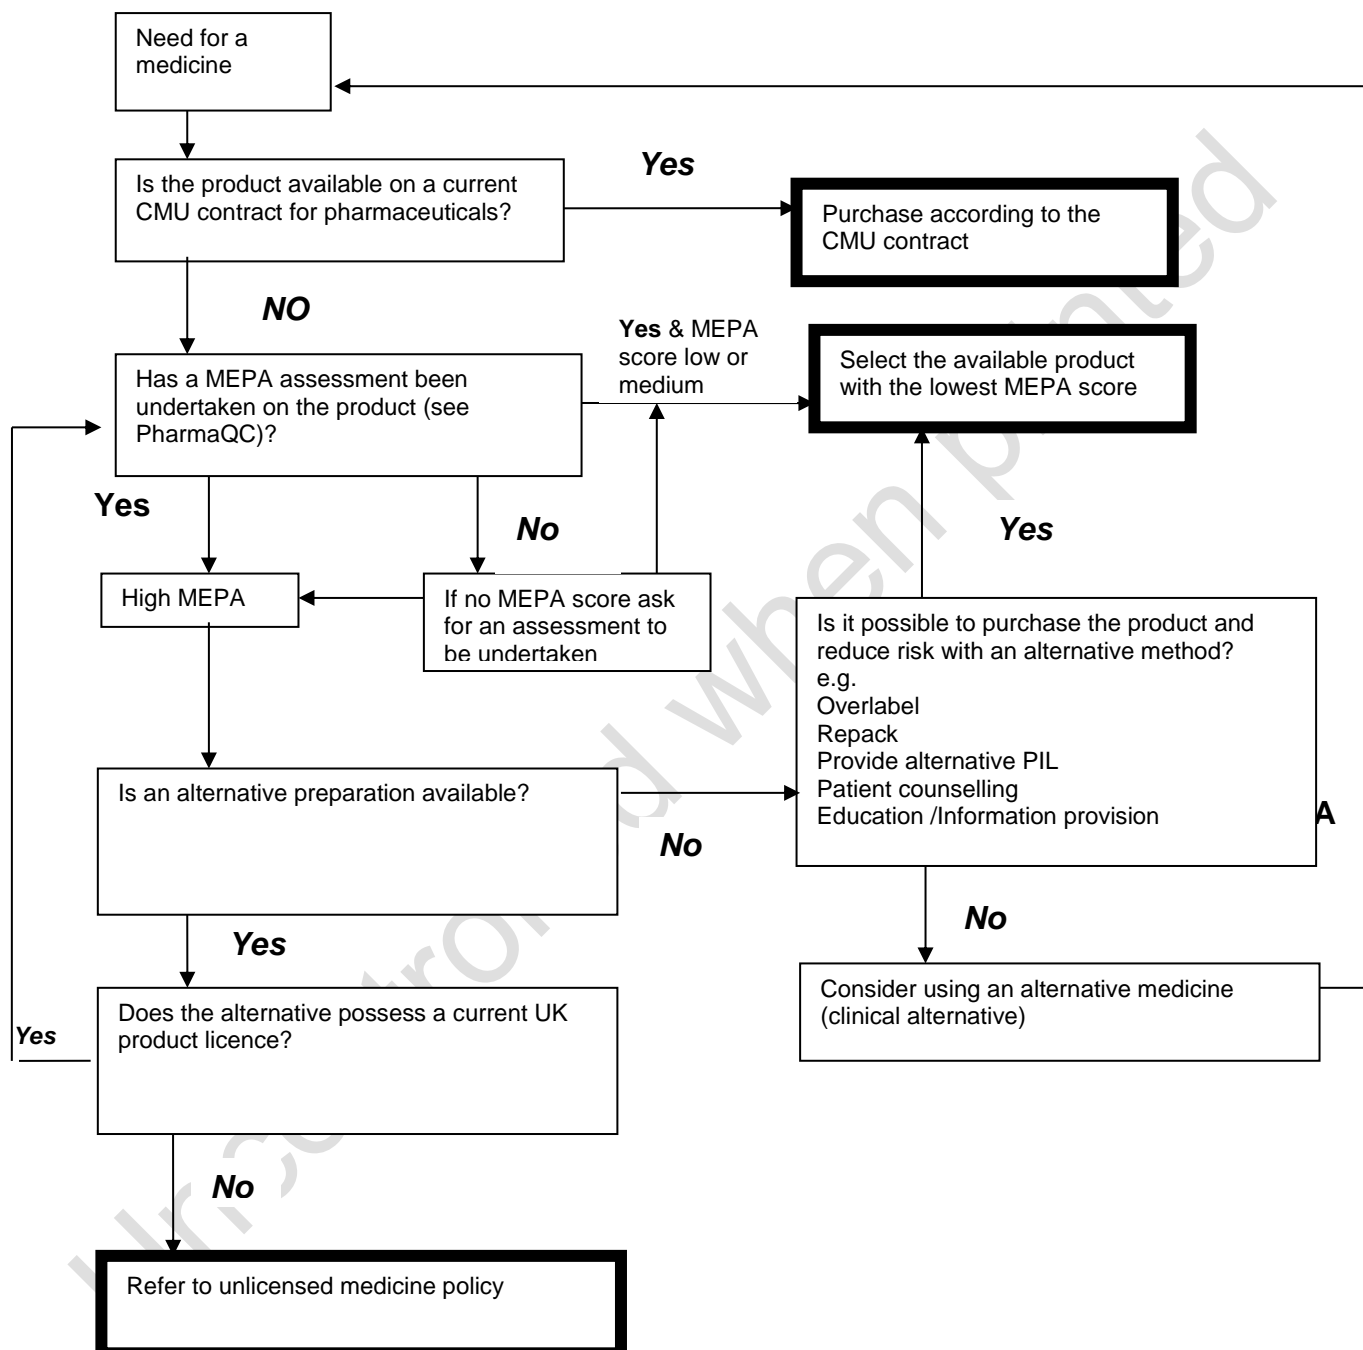 Need for a
medicine
Is the product available on a current
CMU contract for pharmaceuticals?
Yes
Purchase according to the
CMU contract
NO
Yes & MEPA
score low or
medium
Has a MEPA assessment been
undertaken on the product (see
PharmaQC)?
Select the available product
with the lowest MEPA score
Yes
No
Yes
High MEPA
If no MEPA score ask
for an assessment to
be undertaken
Is it possible to purchase the product and
reduce risk with an alternative method?
e.g.
Overlabel
Repack
Provide alternative PIL
Patient counselling
Education /Information provision
A
Is an alternative preparation available?
No
Yes
No
Does the alternative possess a current UK
product licence?
Yes
Consider using an alternative medicine
(clinical alternative)
No
Refer to unlicensed medicine policy
when printed